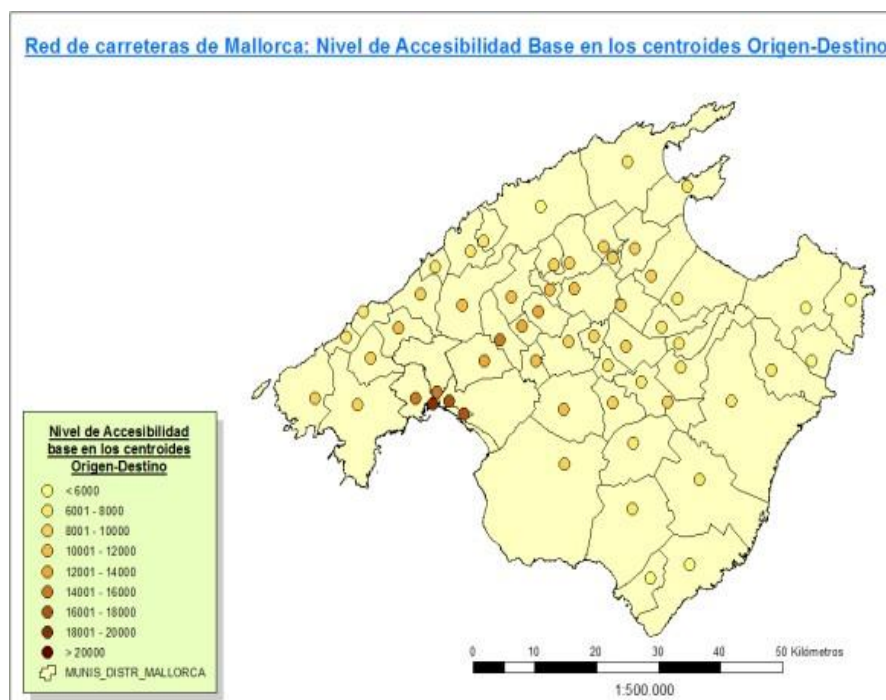 Red de carreteras de Mallorca: Nivel de Accesibilidad Base en los centroides Origen-Destino
Nivel de Accesibilidad
base en los centroides
Origen-Destino
< 6000
6001 - 8000
8001 - 10000
10001 - 12000
12001 - 14000
14001 - 16000
16001 - 18000
18001 - 20000
> 20000
MUNIS_DISTR_MALLORCA
0 10 20 30 40 50 Kilómetros
1:500.000